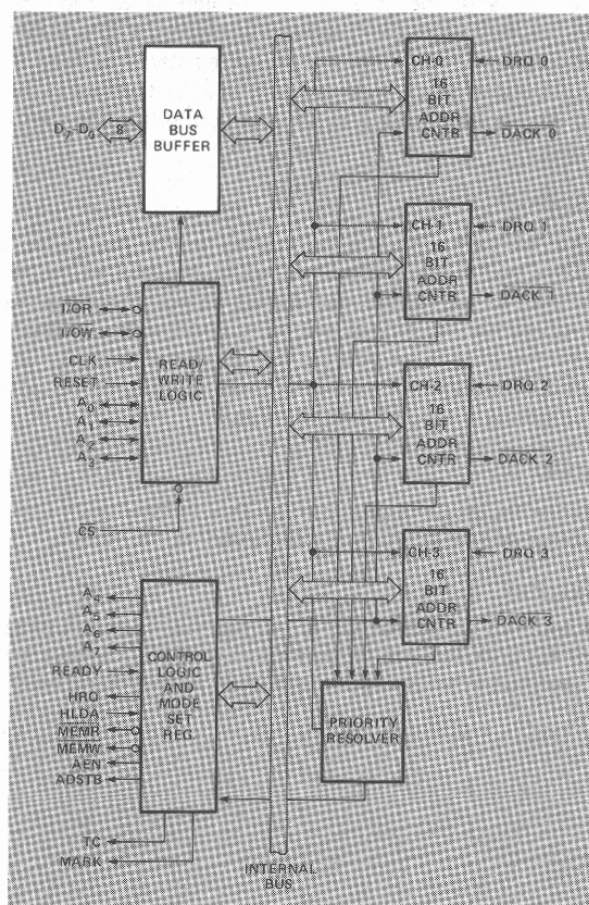 DATA
BUS
BUFFER
D7-D0
8
I/OR
I/OW
CLK
RESET
A0
A1
A2
A3
READ/
WRITE
LOGIC
CS
A4
A5
A6
A7
READY
HRQ
HLDA
MEMR
MEMW
AEN
ADSTB
TC
MARK
CONTROL
LOGIC
AND
MODE
SET
REG
INTERNAL
BUS
CH-0
16
BIT
ADDR
CNTR
DRQ 0
DACK 0
CH-1
16
BIT
ADDR
CNTR
DRQ 1
DACK 1
CH-2
16
BIT
ADDR
CNTR
DRQ 2
DACK 2
CH-3
16
BIT
ADDR
CNTR
DRQ 3
DACK 3
PRIORITY
RESOLVER